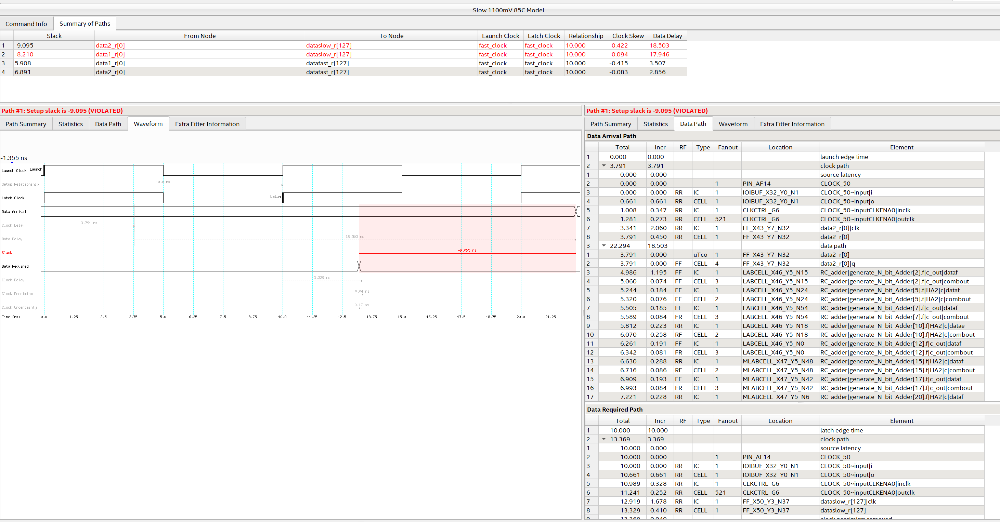 Slow 1100mV 85C Model
Command Info Summary of Paths
Slack From Node To Node Launch Clock Latch Clock Relationship Clock Skew Data Delay
1 -9.095 data2_r[0] dataslow_r[127] fast_clock fast_clock 10.000 -0.422 18.503
2 -8.210 data1_r[0] dataslow_r[127] fast_clock fast_clock 10.000 -0.094 17.946
3 5.908 data1_r[0] datafast_r[127] fast_clock fast_clock 10.000 -0.415 3.507
4 6.891 data2_r[0] datafast_r[127] fast_clock fast_clock 10.000 -0.083 2.856
Path #1: Setup slack is -9.095 (VIOLATED)
Path Summary Statistics Data Path Waveform Extra Fitter Information
-1.355 ns
Launch Clock Launch
Setup Relationship 10.0 ns
Latch Clock Latch
Data Arrival
Clock Delay 3.791 ns
Data Delay 18.503 ns
Slack -9.095 ns
Data Required
Clock Delay 3.329 ns
Clock Pessimism 0.04 ns
Clock Uncertainty -0.17 ns
Time (ns) 0.0 1.25 2.5 3.75 5.0 6.25 7.5 8.75 10.0 11.25 12.5 13.75 15.0 16.25 17.5 18.75 20.0 21.25
Path #1: Setup slack is -9.095 (VIOLATED)
Path Summary Statistics Data Path Waveform Extra Fitter Information
Data Arrival Path
Total Incr RF Type Fanout Location Element
1 0.000 0.000 launch edge time
2 3.791 3.791 clock path
1 0.000 0.000 source latency
2 0.000 0.000 1 PIN_AF14 CLOCK_50
3 0.000 0.000 RR IC 1 IOIBUF_X32_Y0_N1 CLOCK_50~input|i
4 0.661 0.661 RR CELL 1 IOIBUF_X32_Y0_N1 CLOCK_50~input|o
5 1.008 0.347 RR IC 1 CLKCTRL_G6 CLOCK_50~inputCLKENA0|inclk
6 1.281 0.273 RR CELL 521 CLKCTRL_G6 CLOCK_50~inputCLKENA0|outclk
7 3.341 2.060 RR IC 1 FF_X43_Y7_N32 data2_r[0]|clk
8 3.791 0.450 RR CELL 1 FF_X43_Y7_N32 data2_r[0]
3 22.294 18.503 data path
1 3.791 0.000 uTco 1 FF_X43_Y7_N32 data2_r[0]
2 3.791 0.000 FF CELL 4 FF_X43_Y7_N32 data2_r[0]|q
3 4.986 1.195 FF IC 1 LABCELL_X46_Y5_N15 RC_adder|generate_N_bit_Adder[2].f|c_out|dataf
4 5.060 0.074 FF CELL 3 LABCELL_X46_Y5_N15 RC_adder|generate_N_bit_Adder[2].f|c_out|combout
5 5.244 0.184 FF IC 1 LABCELL_X46_Y5_N24 RC_adder|generate_N_bit_Adder[5].f|HA2|c|dataf
6 5.320 0.076 FF CELL 2 LABCELL_X46_Y5_N24 RC_adder|generate_N_bit_Adder[5].f|HA2|c|combout
7 5.505 0.185 FF IC 1 LABCELL_X46_Y5_N54 RC_adder|generate_N_bit_Adder[7].f|c_out|dataf
8 5.589 0.084 FR CELL 3 LABCELL_X46_Y5_N54 RC_adder|generate_N_bit_Adder[7].f|c_out|combout
9 5.812 0.223 RR IC 1 LABCELL_X46_Y5_N18 RC_adder|generate_N_bit_Adder[10].f|HA2|c|datae
10 6.070 0.258 RF CELL 2 LABCELL_X46_Y5_N18 RC_adder|generate_N_bit_Adder[10].f|HA2|c|combout
11 6.261 0.191 FF IC 1 LABCELL_X46_Y5_N0 RC_adder|generate_N_bit_Adder[12].f|c_out|dataf
12 6.342 0.081 FR CELL 3 LABCELL_X46_Y5_N0 RC_adder|generate_N_bit_Adder[12].f|c_out|combout
13 6.630 0.288 RR IC 1 MLABCELL_X47_Y5_N48 RC_adder|generate_N_bit_Adder[15].f|HA2|c|dataf
14 6.716 0.086 RF CELL 2 MLABCELL_X47_Y5_N48 RC_adder|generate_N_bit_Adder[15].f|HA2|c|combout
15 6.909 0.193 FF IC 1 MLABCELL_X47_Y5_N42 RC_adder|generate_N_bit_Adder[17].f|c_out|dataf
16 6.993 0.084 FR CELL 3 MLABCELL_X47_Y5_N42 RC_adder|generate_N_bit_Adder[17].f|c_out|combout
17 7.221 0.228 RR IC 1 MLABCELL_X47_Y5_N6 RC_adder|generate_N_bit_Adder[20].f|HA2|c|dataf
Data Required Path
Total Incr RF Type Fanout Location Element
1 10.000 10.000 latch edge time
2 13.369 3.369 clock path
1 10.000 0.000 source latency
2 10.000 0.000 1 PIN_AF14 CLOCK_50
3 10.000 0.000 RR IC 1 IOIBUF_X32_Y0_N1 CLOCK_50~input|i
4 10.661 0.661 RR CELL 1 IOIBUF_X32_Y0_N1 CLOCK_50~input|o
5 10.989 0.328 RR IC 1 CLKCTRL_G6 CLOCK_50~inputCLKENA0|inclk
6 11.241 0.252 RR CELL 521 CLKCTRL_G6 CLOCK_50~inputCLKENA0|outclk
7 12.919 1.678 RR IC 1 FF_X50_Y3_N37 dataslow_r[127]|clk
8 13.329 0.410 RR CELL 1 FF_X50_Y3_N37 dataslow_r[127]
9 13.369 0.040 clock pessimism removed